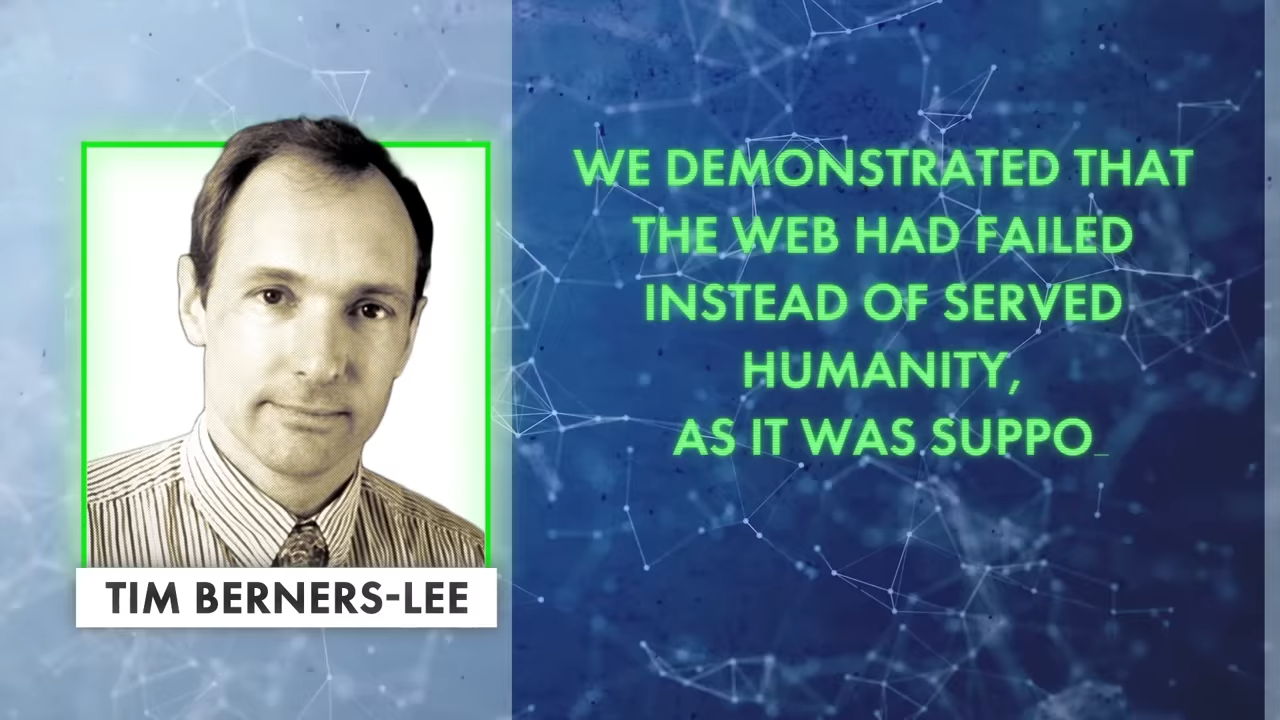 WE DEMONSTRATED THAT
THE WEB HAD FAILED
INSTEAD OF SERVED
HUMANITY,
AS IT WAS SUPPO_
TIM BERNERS-LEE